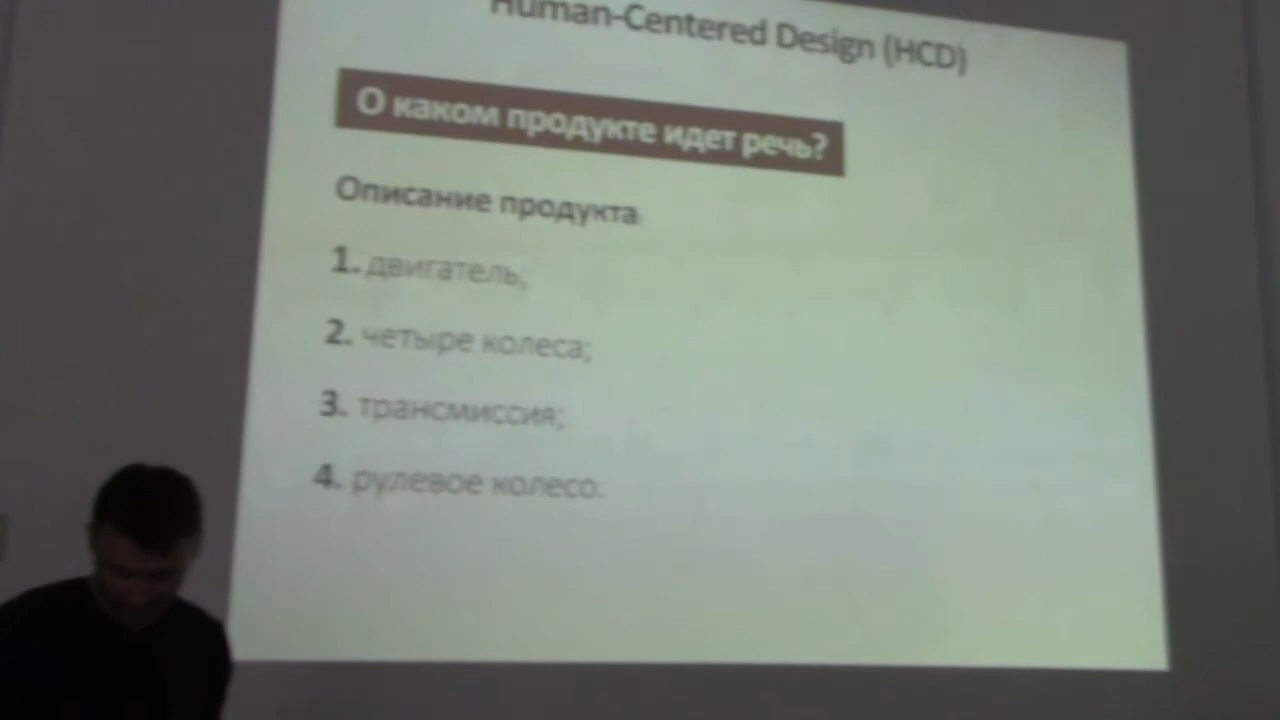 Human-Centered Design (HCD)
О каком продукте идет речь?
Описание продукта:
1. двигатель;
2. четыре колеса;
3. трансмиссия;
4. рулевое колесо.